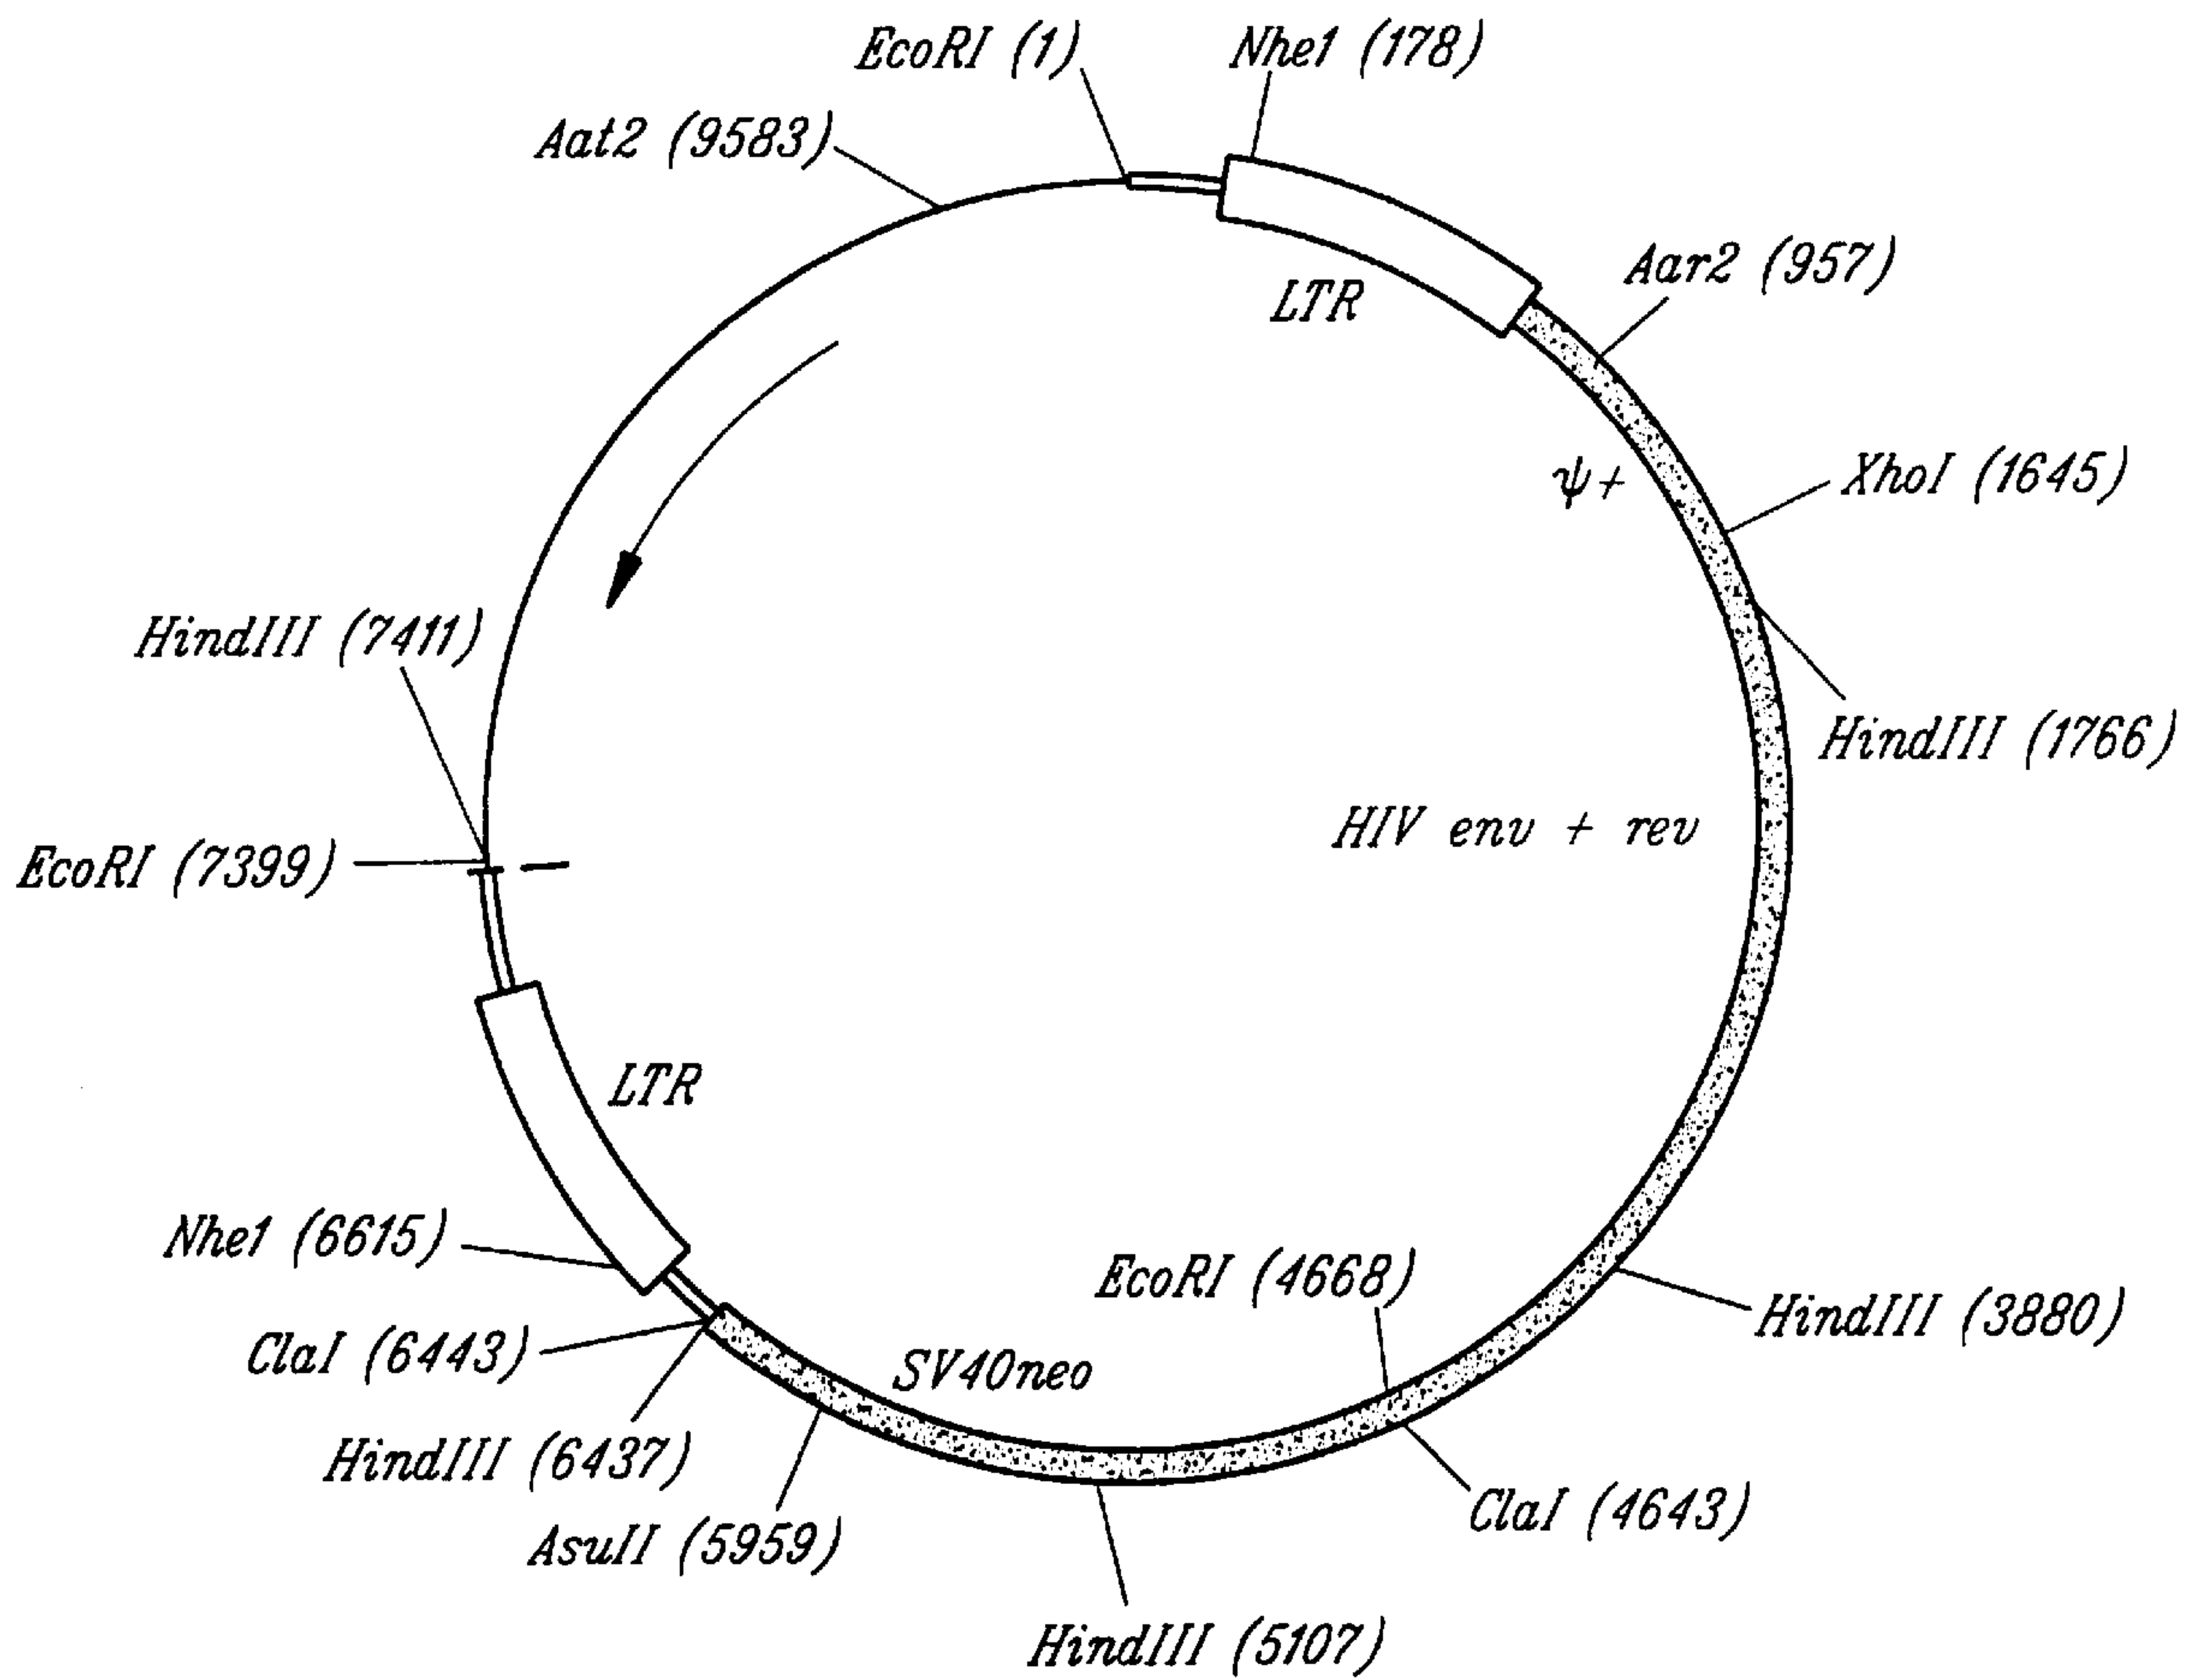 EcoRI (1)
Nhe1 (178)
Aat2 (9583)
Aar2 (957)
LTR
ψ+
XhoI (1645)
HindIII (7411)
HindIII (1766)
HIV env + rev
EcoRI (7399)
LTR
Nhe1 (6615)
EcoRI (4668)
HindIII (3880)
ClaI (6443)
SV40neo
HindIII (6437)
ClaI (4643)
AsuII (5959)
HindIII (5107)